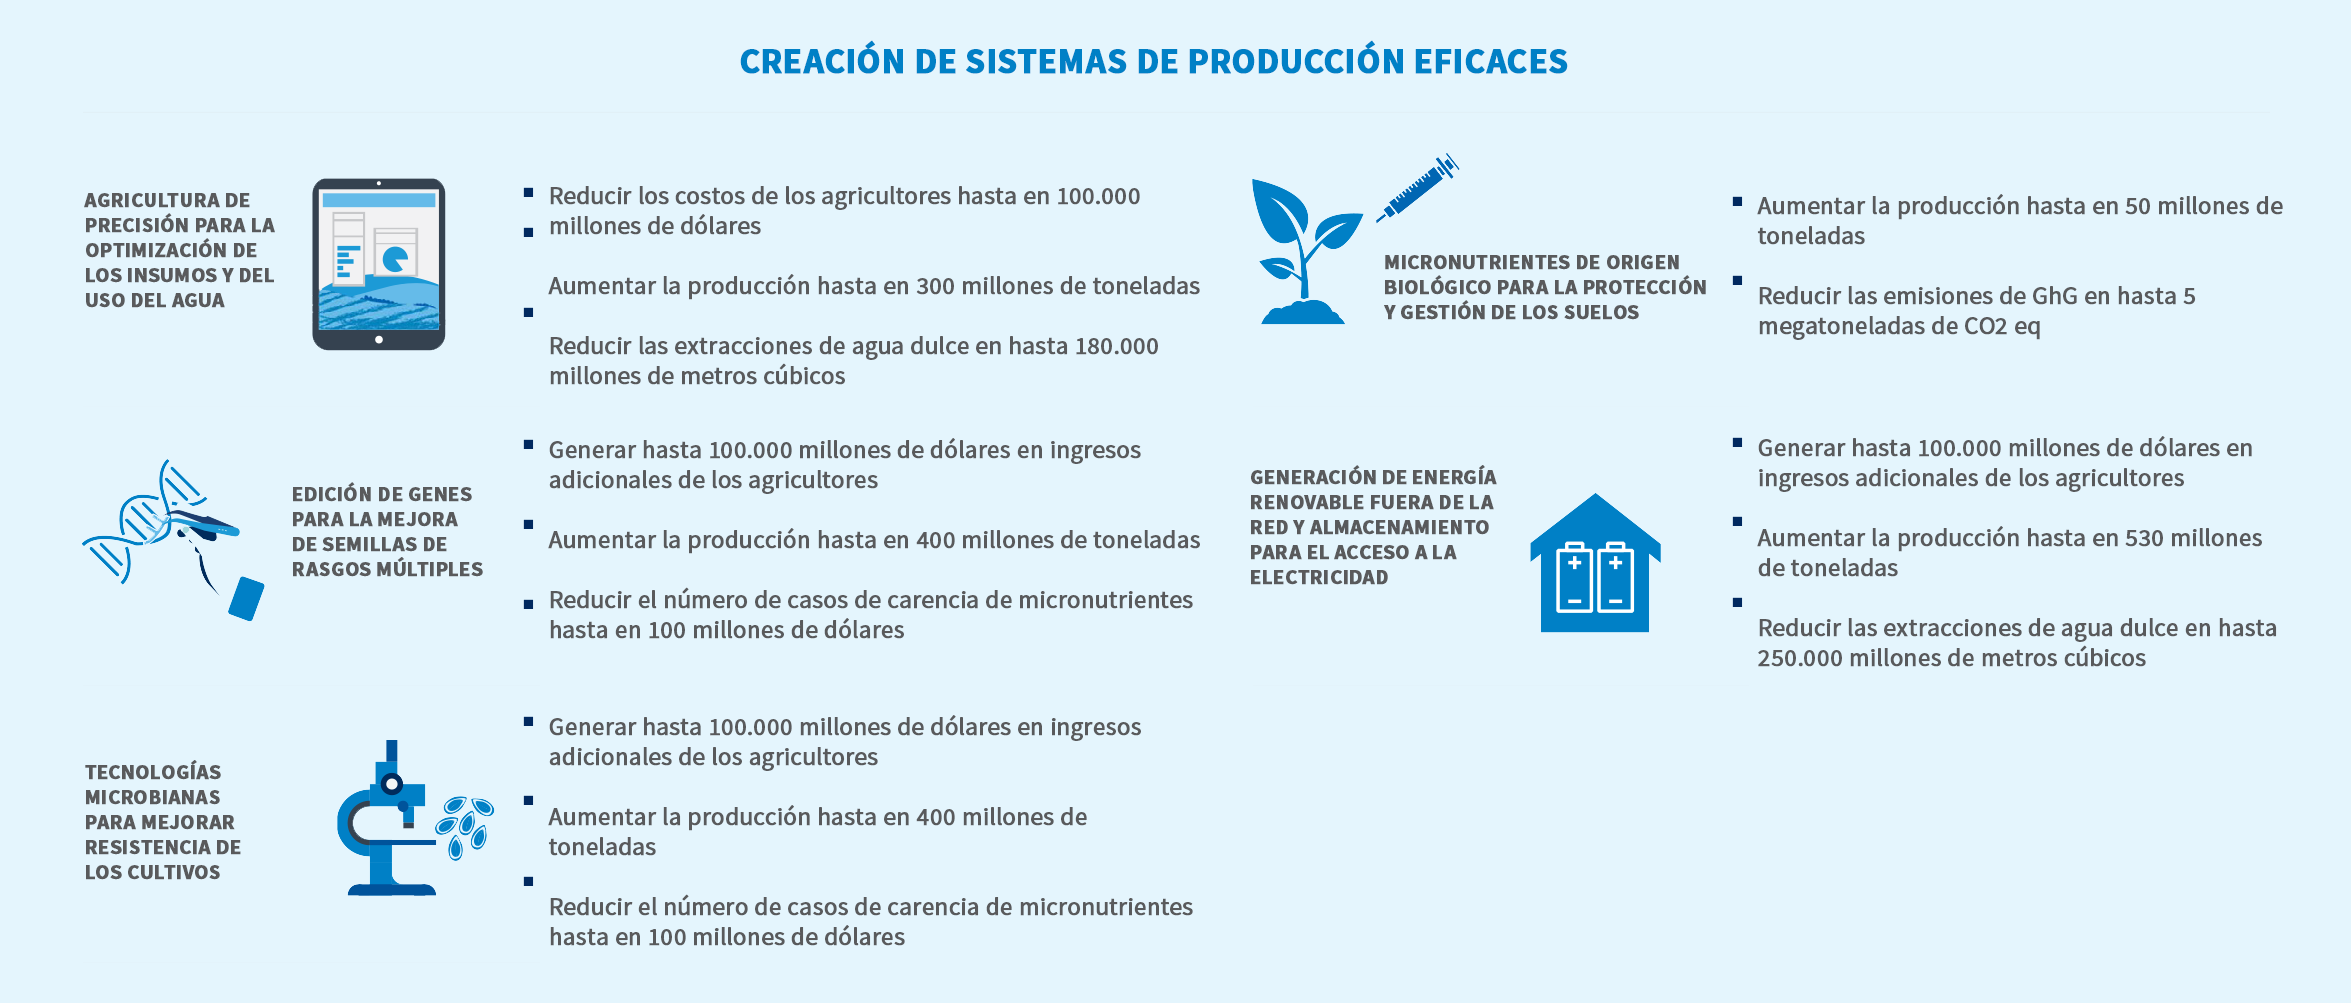 CREACIÓN DE SISTEMAS DE PRODUCCIÓN EFICACES
AGRICULTURA DE
PRECISIÓN PARA LA
OPTIMIZACIÓN DE
LOS INSUMOS Y DEL
USO DEL AGUA
Reducir los costos de los agricultores hasta en 100.000
millones de dólares
Aumentar la producción hasta en 300 millones de toneladas
Reducir las extracciones de agua dulce en hasta 180.000
millones de metros cúbicos
EDICIÓN DE GENES
PARA LA MEJORA
DE SEMILLAS DE
RASGOS MÚLTIPLES
Generar hasta 100.000 millones de dólares en ingresos
adicionales de los agricultores
Aumentar la producción hasta en 400 millones de toneladas
Reducir el número de casos de carencia de micronutrientes
hasta en 100 millones de dólares
TECNOLOGÍAS
MICROBIANAS
PARA MEJORAR
RESISTENCIA DE
LOS CULTIVOS
Generar hasta 100.000 millones de dólares en ingresos
adicionales de los agricultores
Aumentar la producción hasta en 400 millones de
toneladas
Reducir el número de casos de carencia de micronutrientes
hasta en 100 millones de dólares
MICRONUTRIENTES DE ORIGEN
BIOLÓGICO PARA LA PROTECCIÓN
Y GESTIÓN DE LOS SUELOS
Aumentar la producción hasta en 50 millones de
toneladas
Reducir las emisiones de GhG en hasta 5
megatoneladas de CO2 eq
GENERACIÓN DE ENERGÍA
RENOVABLE FUERA DE LA
RED Y ALMACENAMIENTO
PARA EL ACCESO A LA
ELECTRICIDAD
Generar hasta 100.000 millones de dólares en
ingresos adicionales de los agricultores
Aumentar la producción hasta en 530 millones
de toneladas
Reducir las extracciones de agua dulce en hasta
250.000 millones de metros cúbicos